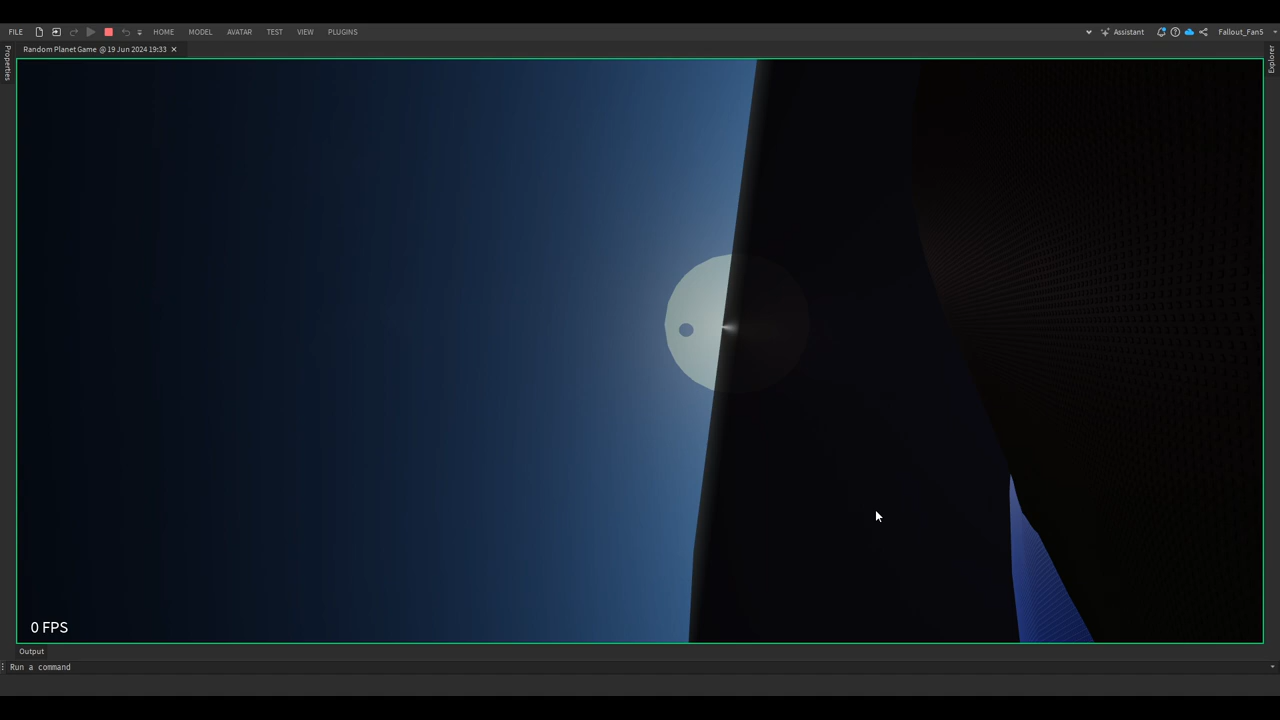 FILE HOME MODEL AVATAR TEST VIEW PLUGINS Assistant Fallout_Fan5
Random Planet Game @ 19 Jun 2024 19:33
Properties
Explorer
0 FPS
Output
Run a command